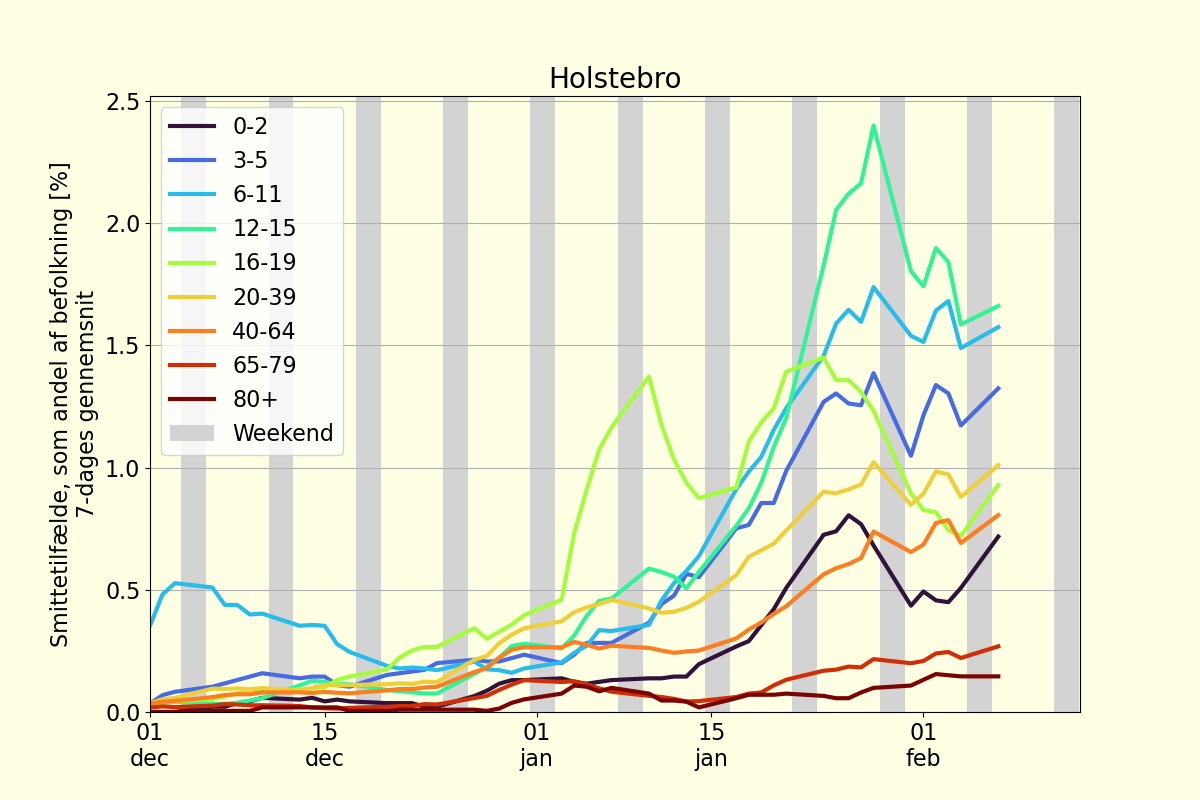 Holstebro
Smittetilfælde, som andel af befolkning [%]
7-dages gennemsnit
2.5
2.0
1.5
1.0
0.5
0.0
0-2
3-5
6-11
12-15
16-19
20-39
40-64
65-79
80+
Weekend
01
dec
15
dec
01
jan
15
jan
01
feb